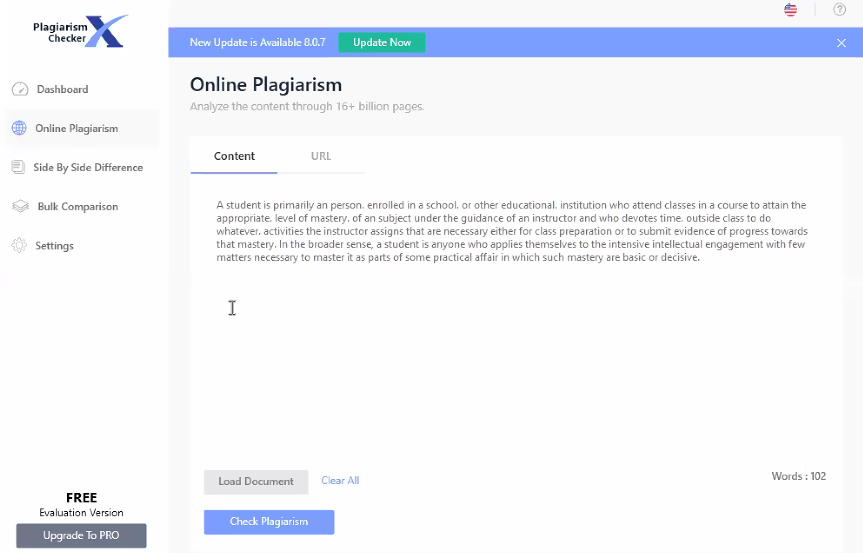 Plagiarism
Checker X
New Update is Available 8.0.7 Update Now
Dashboard
Online Plagiarism
Side By Side Difference
Bulk Comparison
Settings
FREE
Evaluation Version
Upgrade To PRO
Online Plagiarism
Analyze the content through 16+ billion pages.
Content URL
A student is primarily an person. enrolled in a school. or other educational. institution who attend classes in a course to attain the
appropriate. level of mastery. of an subject under the guidance of an instructor and who devotes time. outside class to do
whatever. activities the instructor assigns that are necessary either for class preparation or to submit evidence of progress towards
that mastery. In the broader sense, a student is anyone who applies themselves to the intensive intellectual engagement with few
matters necessary to master it as parts of some practical affair in which such mastery are basic or decisive.
Load Document Clear All Words : 102
Check Plagiarism